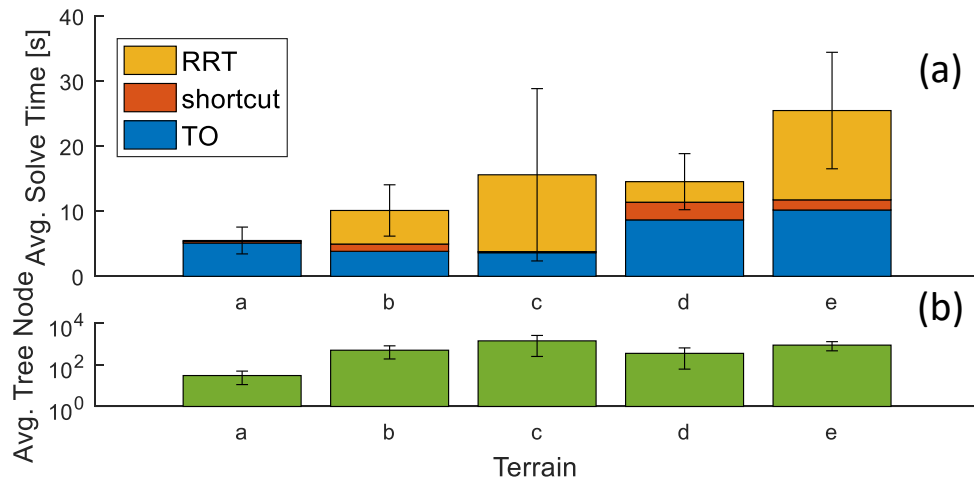 Avg. Solve Time [s]
40
30
20
10
0
RRT
shortcut
TO
(a)
a b c d e
Avg. Tree Node
10^4
10^2
10^0
(b)
a b c d e
Terrain